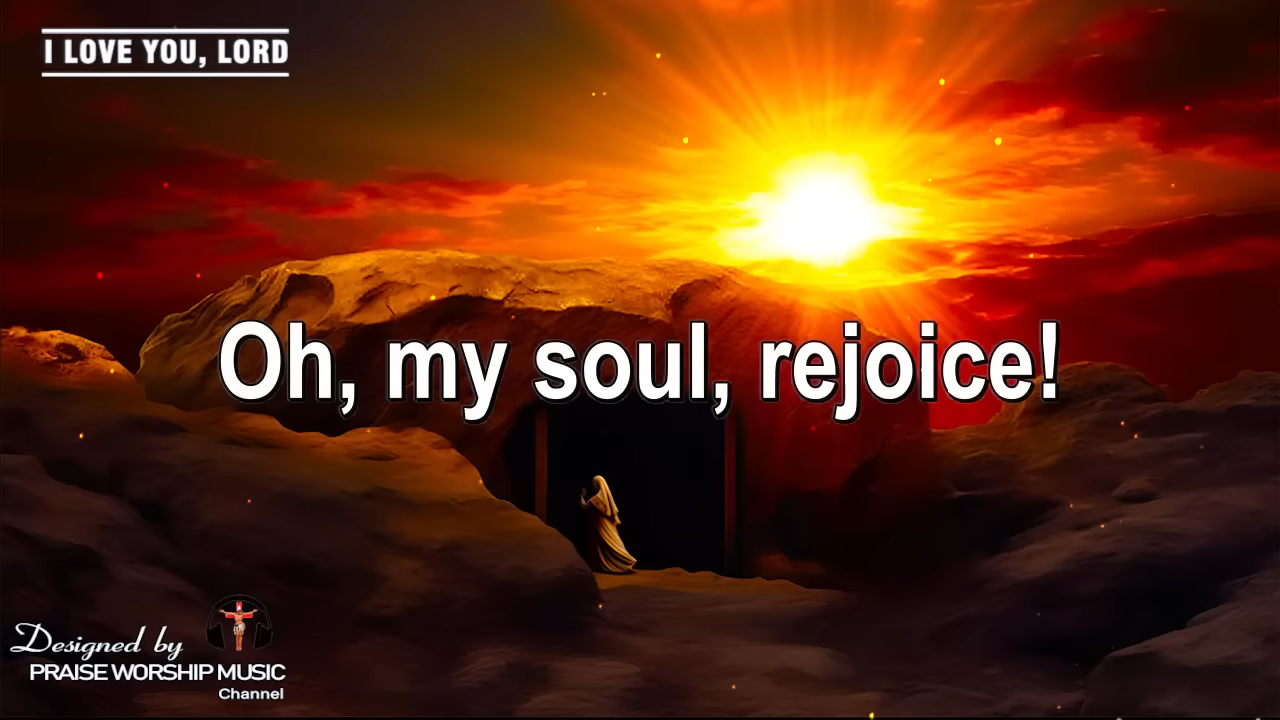 I LOVE YOU, LORD
Oh, my soul, rejoice!
Designed by
PRAISE WORSHIP MUSIC
Channel